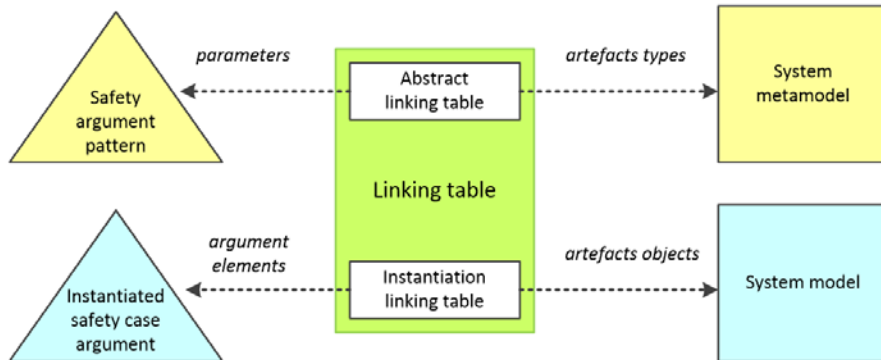 Safety
argument
pattern
parameters
Abstract
linking table
artefacts types
System
metamodel
Linking table
Instantiated
safety case
argument
argument
elements
Instantiation
linking table
artefacts objects
System model